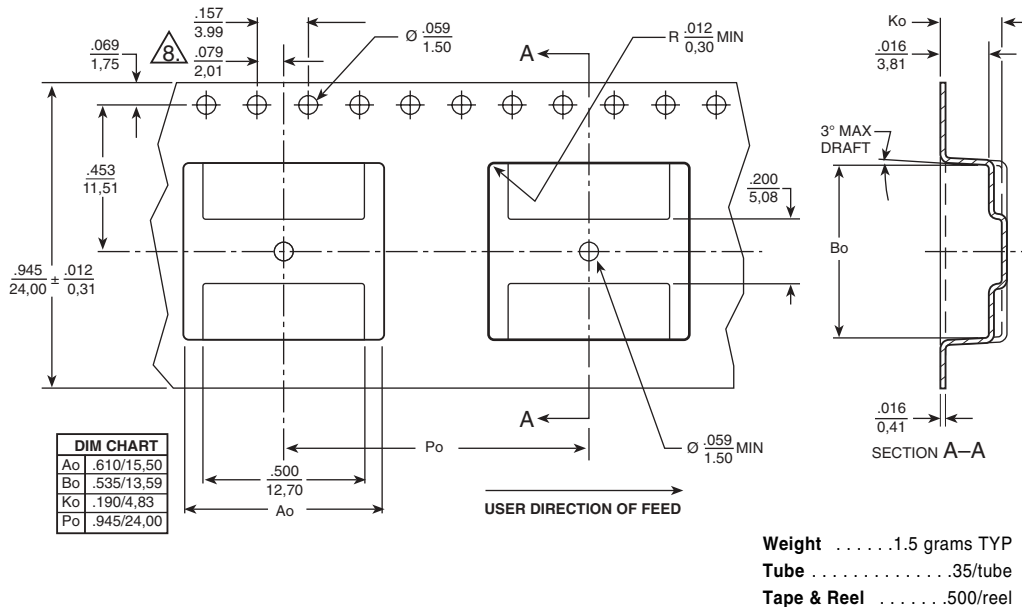 .157
3.99
8.
.079
2,01
.069
1,75
Ø .059
1.50
A
R .012 MIN
0,30
Ko
.016
3,81
3° MAX
DRAFT
.453
11,51
.200
5,08
Bo
.945 ± .012
24,00 0,31
A
.016
0,41
SECTION A–A
Po
Ø .059 MIN
1.50
DIM CHART
Ao .610/15,50
Bo .535/13,59
Ko .190/4,83
Po .945/24,00
.500
12,70
Ao
USER DIRECTION OF FEED
Weight ......1.5 grams TYP
Tube ..............35/tube
Tape & Reel .......500/reel